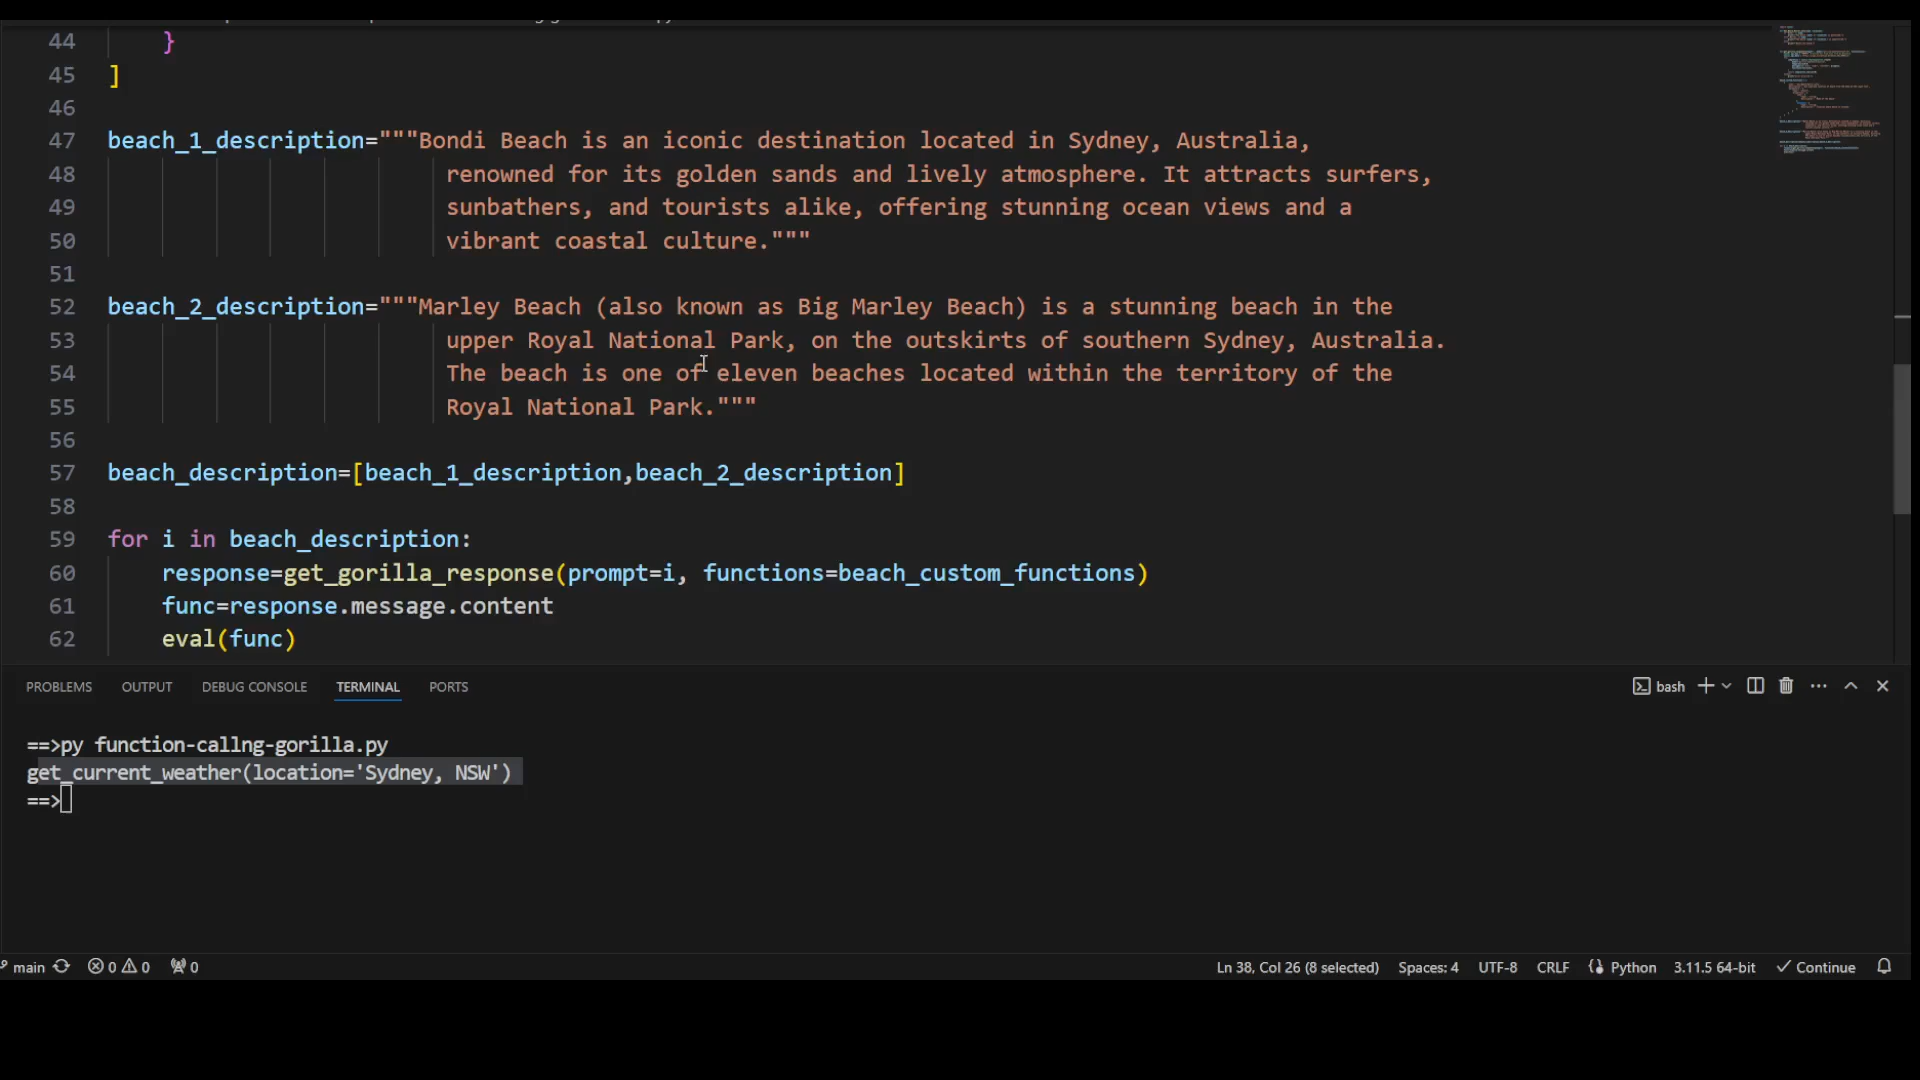 44 }
45 ]
46
47 beach_1_description="""Bondi Beach is an iconic destination located in Sydney, Australia,
48 renowned for its golden sands and lively atmosphere. It attracts surfers,
49 sunbathers, and tourists alike, offering stunning ocean views and a
50 vibrant coastal culture."""
51
52 beach_2_description="""Marley Beach (also known as Big Marley Beach) is a stunning beach in the
53 upper Royal National Park, on the outskirts of southern Sydney, Australia.
54 The beach is one of eleven beaches located within the territory of the
55 Royal National Park."""
56
57 beach_description=[beach_1_description,beach_2_description]
58
59 for i in beach_description:
60 response=get_gorilla_response(prompt=i, functions=beach_custom_functions)
61 func=response.message.content
62 eval(func)
PROBLEMS OUTPUT DEBUG CONSOLE TERMINAL PORTS bash
==>py function-callng-gorilla.py
get_current_weather(location='Sydney, NSW')
==>
main 0 0 0 Ln 38, Col 26 (8 selected) Spaces: 4 UTF-8 CRLF Python 3.11.5 64-bit Continue